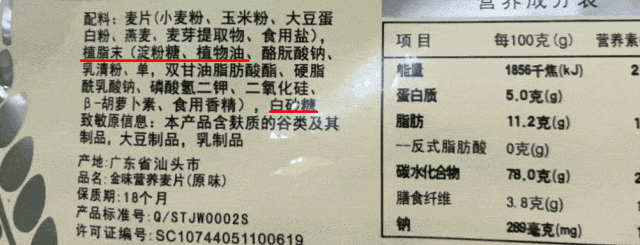 配料：麦片(小麦粉、玉米粉、大豆蛋
白粉、燕麦、麦芽提取物、食用盐)，
植脂末（淀粉糖、植物油、酪朊酸钠、
乳清粉、单，双甘油脂肪酸酯、硬脂
酰乳酸钠、磷酸氢二钾、二氧化硅、
β-胡萝卜素、食用香精)，白砂糖
致敏原信息：本产品含麸质的谷类及其
制品，大豆制品，乳制品
产地：广东省汕头市
品名：金味营养麦片(原味)
保质期：18个月
产品标准号：Q/STJW0002S
许可证编号：SC10744051100619
营养成分表
项目 每100克(g) 营养素
能量 1856千焦(kJ)
蛋白质 5.0克(g)
脂肪 11.2克(g)
--反式脂肪酸 0克(g)
碳水化合物 78.0克(g)
膳食纤维 3.8克(g)
钠 289毫克(mg)